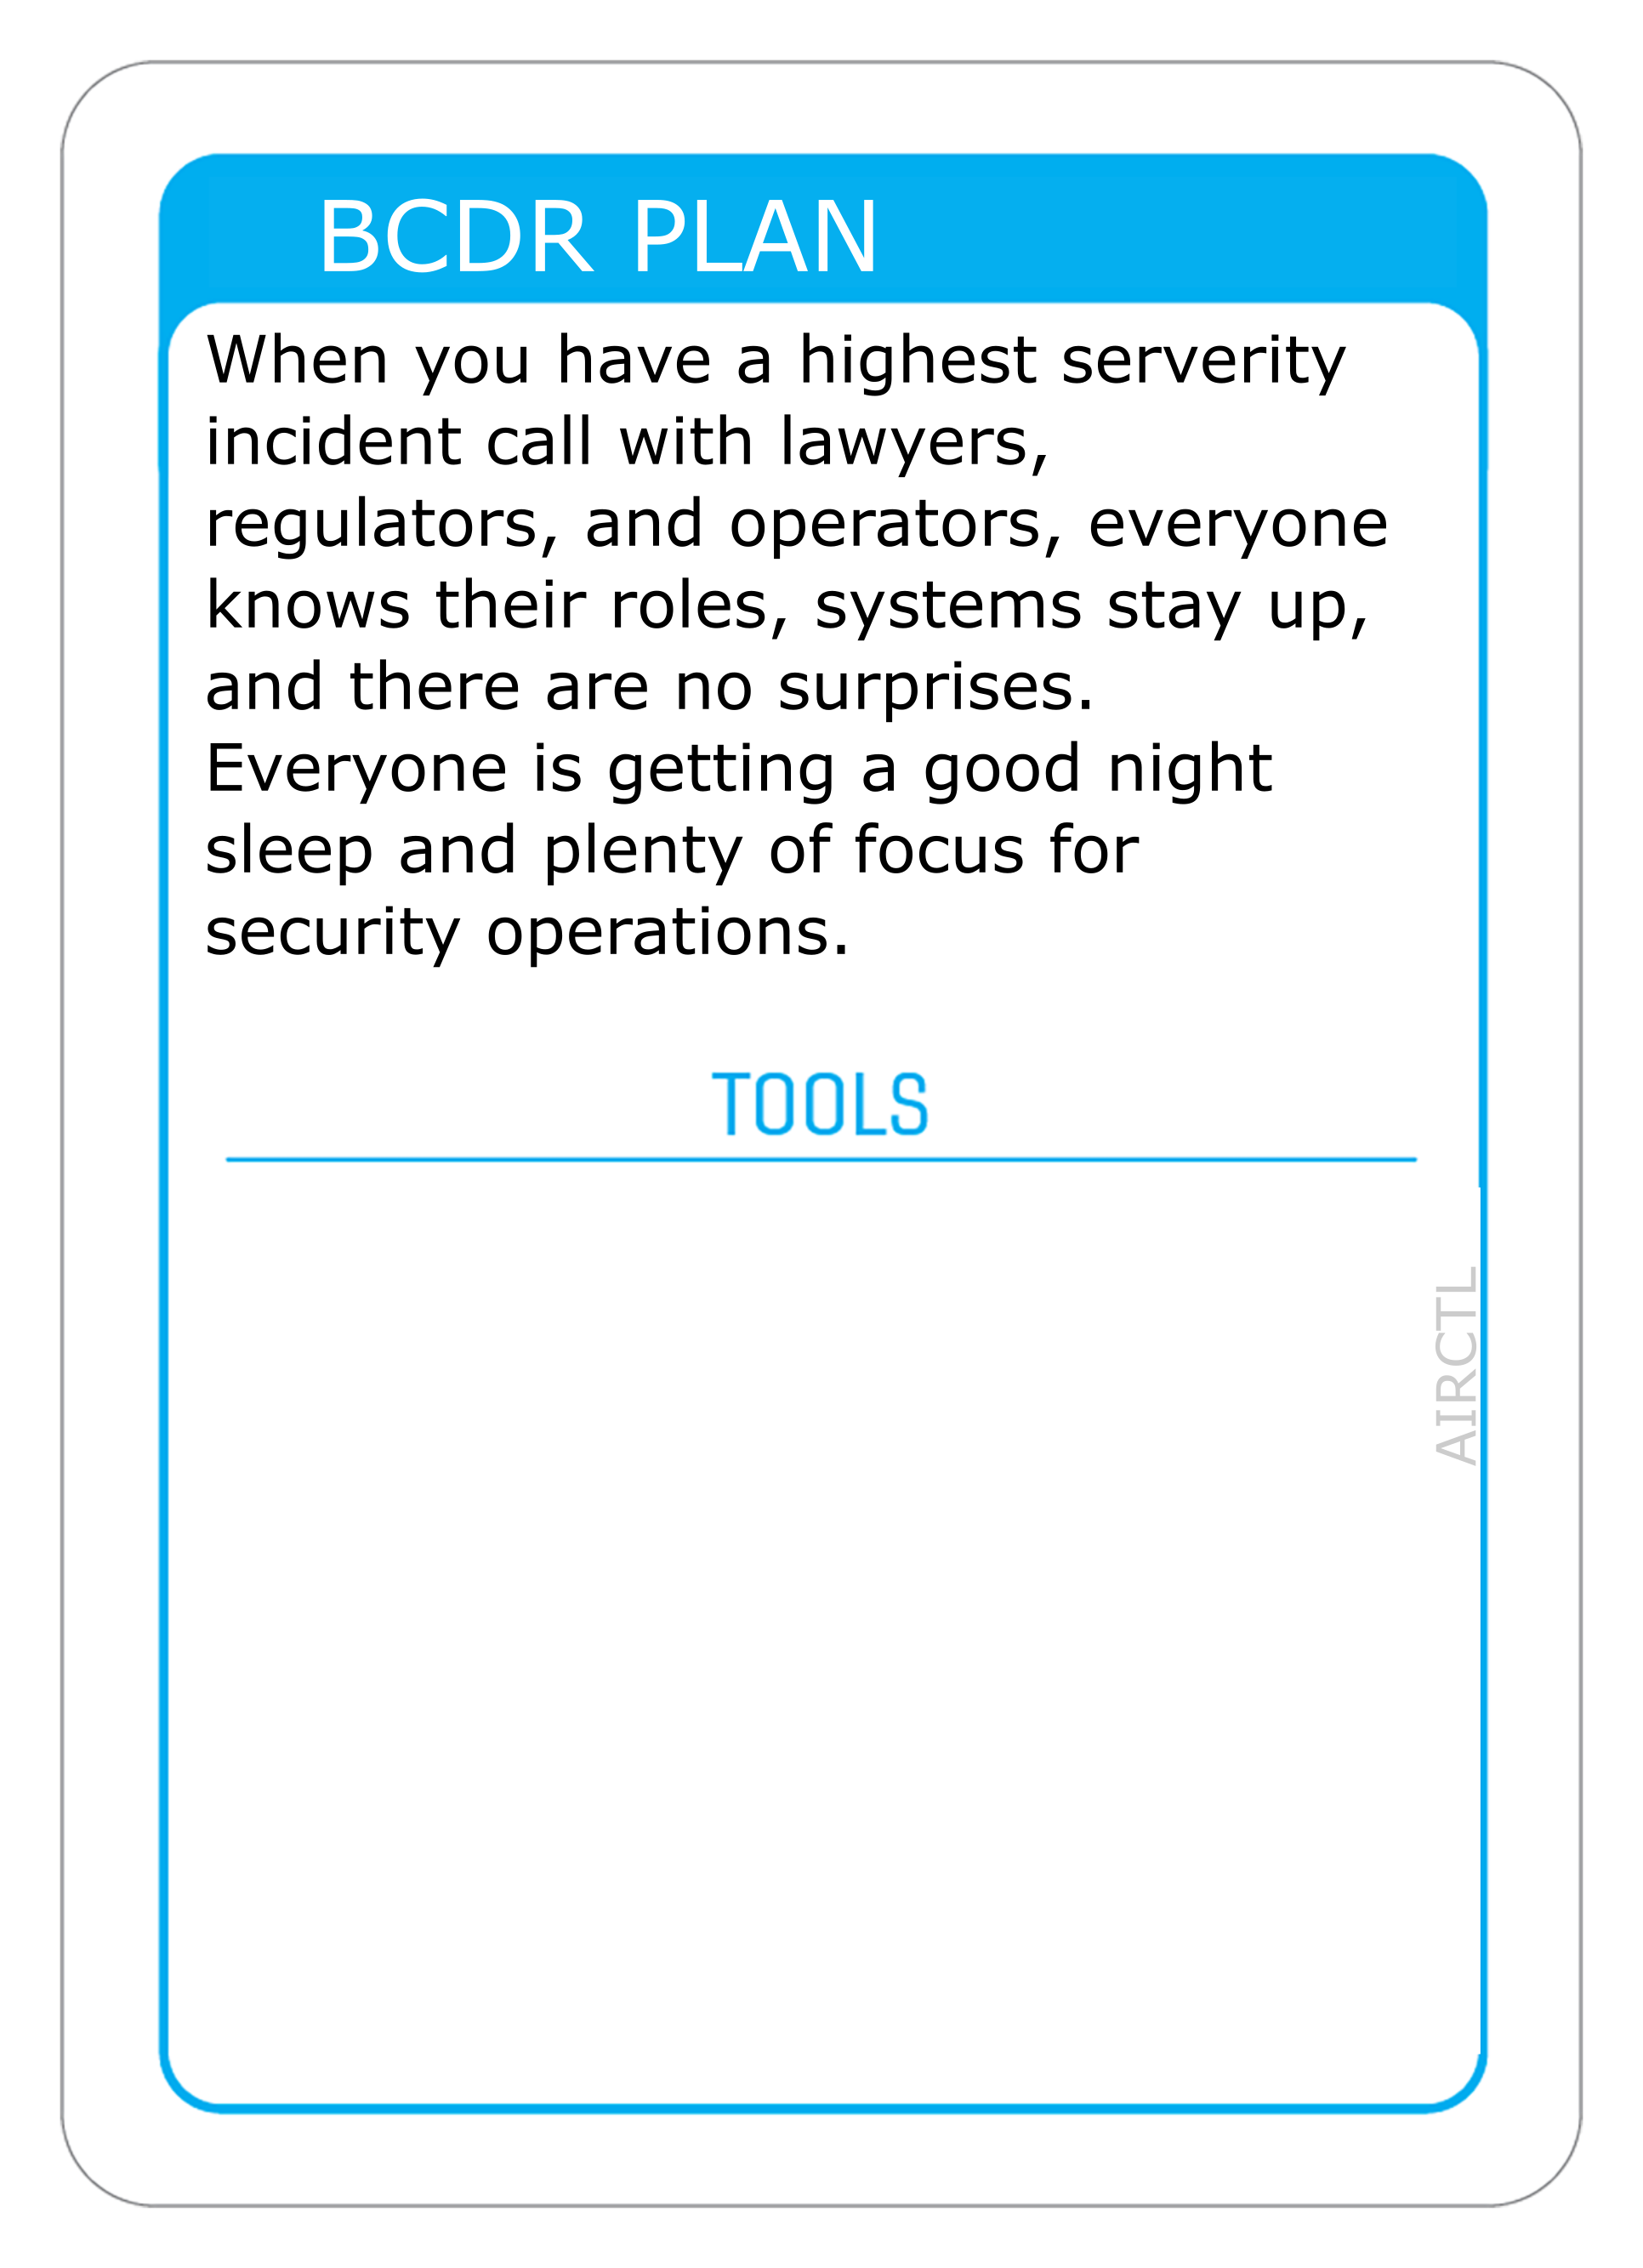 BCDR PLAN
When you have a highest serverity
incident call with lawyers,
regulators, and operators, everyone
knows their roles, systems stay up,
and there are no surprises.
Everyone is getting a good night
sleep and plenty of focus for
security operations.
TOOLS
AIRCTL